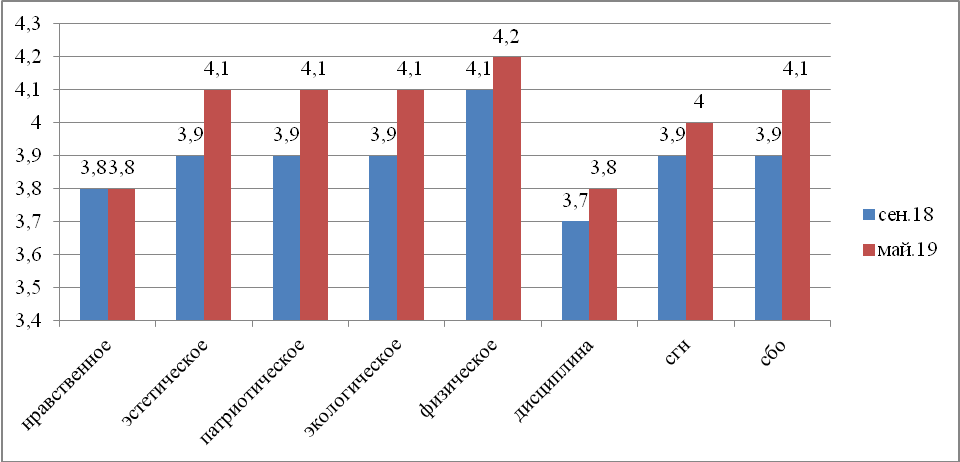 4,3
4,2
4,1
4
3,9
3,8
3,7
3,6
3,5
3,4
3,8 3,8
3,9 4,1
3,9 4,1
3,9 4,1
4,1 4,2
3,7 3,8
3,9 4
3,9 4,1
нравственное
эстетическое
патриотическое
экологическое
физическое
дисциплина
сгн
сбо
сен.18
май.19